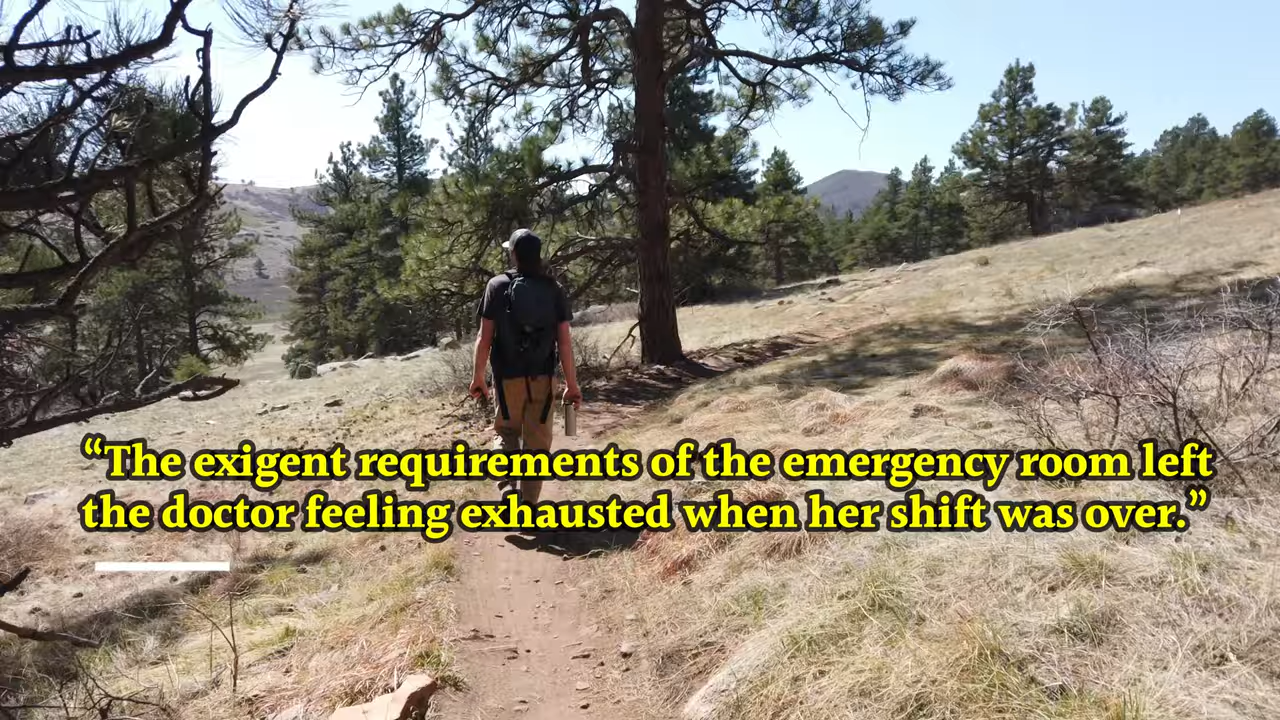 “The exigent requirements of the emergency room left
the doctor feeling exhausted when her shift was over.”